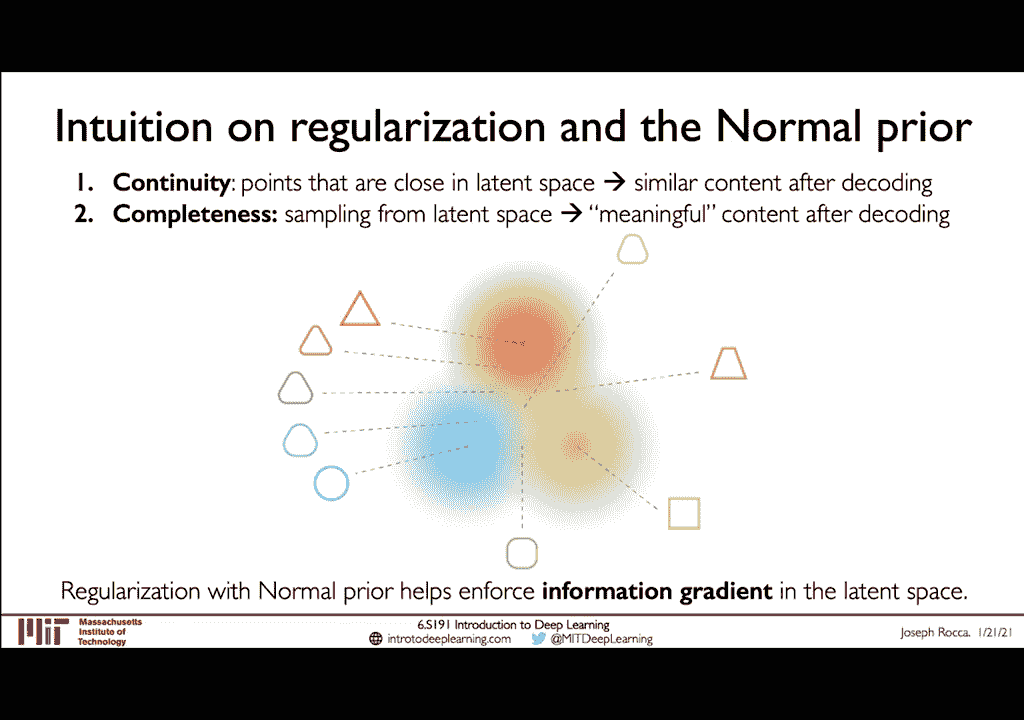 Intuition on regularization and the Normal prior
1. Continuity: points that are close in latent space → similar content after decoding
2. Completeness: sampling from latent space → “meaningful” content after decoding
Regularization with Normal prior helps enforce information gradient in the latent space.
MIT Massachusetts
Institute of
Technology
6.S191 Introduction to Deep Learning
introtodeeplearning.com @MITDeepLearning
Joseph Rocca. 1/21/21